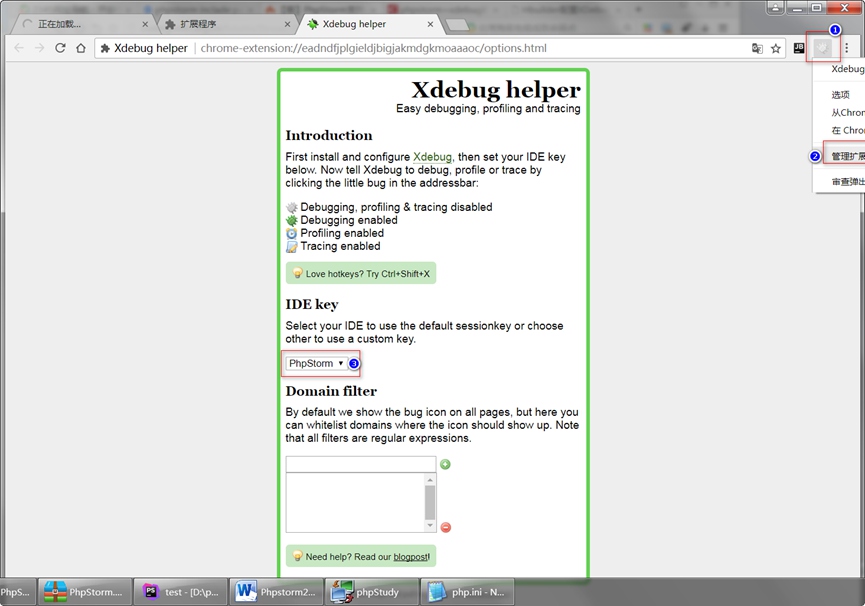 正在加载...
扩展程序
Xdebug helper
Xdebug helper
chrome-extension://eadndfjplgieldjbigjakmdgkmoaaaoc/options.html
JB
1
Xdebug
选项
从Chron
在 Chro
2
管理扩展
审查弹出
Xdebug helper
Easy debugging, profiling and tracing
Introduction
First install and configure Xdebug, then set your IDE key
below. Now tell Xdebug to debug, profile or trace by
clicking the little bug in the addressbar:
Debugging, profiling & tracing disabled
Debugging enabled
Profiling enabled
Tracing enabled
Love hotkeys? Try Ctrl+Shift+X
IDE key
Select your IDE to use the default sessionkey or choose
other to use a custom key.
PhpStorm
3
Domain filter
By default we show the bug icon on all pages, but here you
can whitelist domains where the icon should show up. Note
that all filters are regular expressions.
Need help? Read our blogpost!
PhpS...
PhpStorm....
PS
test - [D:\p...
W
Phpstorm2...
phpStudy
php.ini - N...